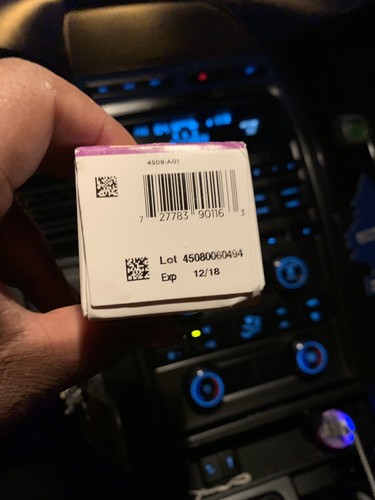 4508-A01
7 27783 90116 3
Lot 45080060494
Exp 12/18